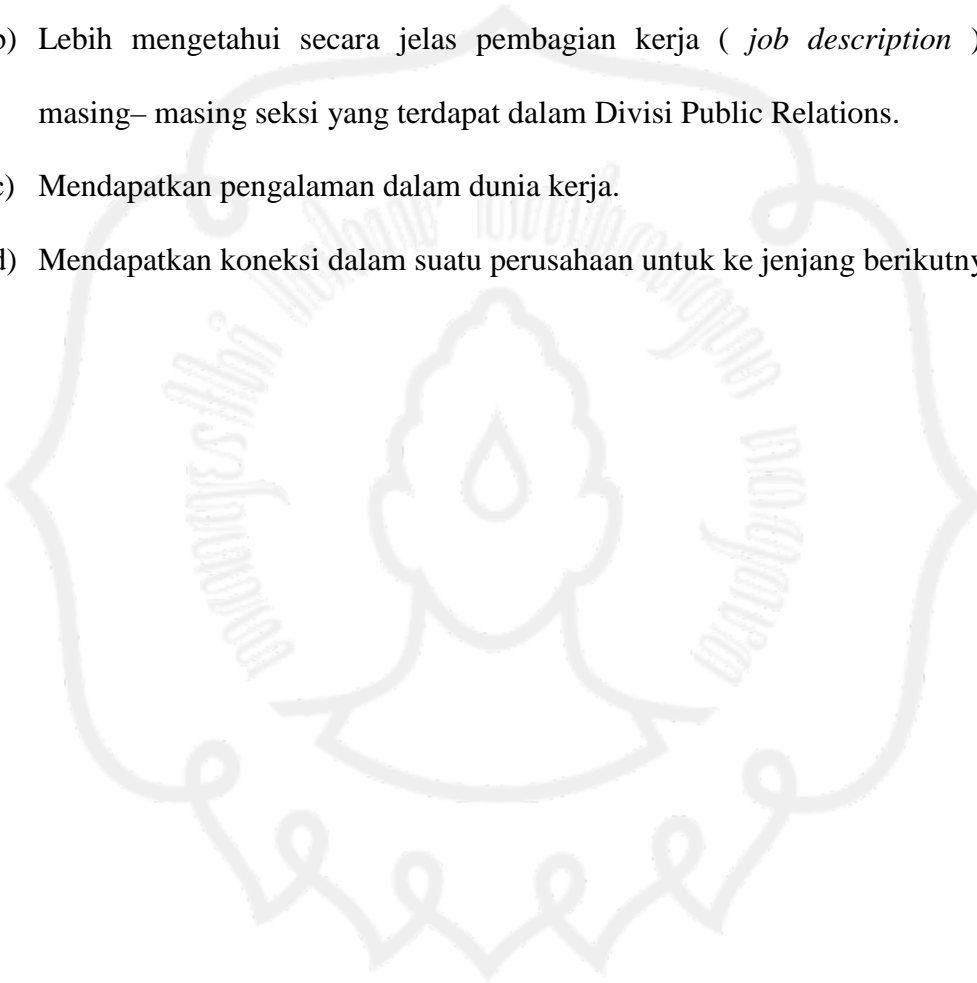 b) Lebih mengetahui secara jelas pembagian kerja ( job description )
masing– masing seksi yang terdapat dalam Divisi Public Relations.
c) Mendapatkan pengalaman dalam dunia kerja.
d) Mendapatkan koneksi dalam suatu perusahaan untuk ke jenjang